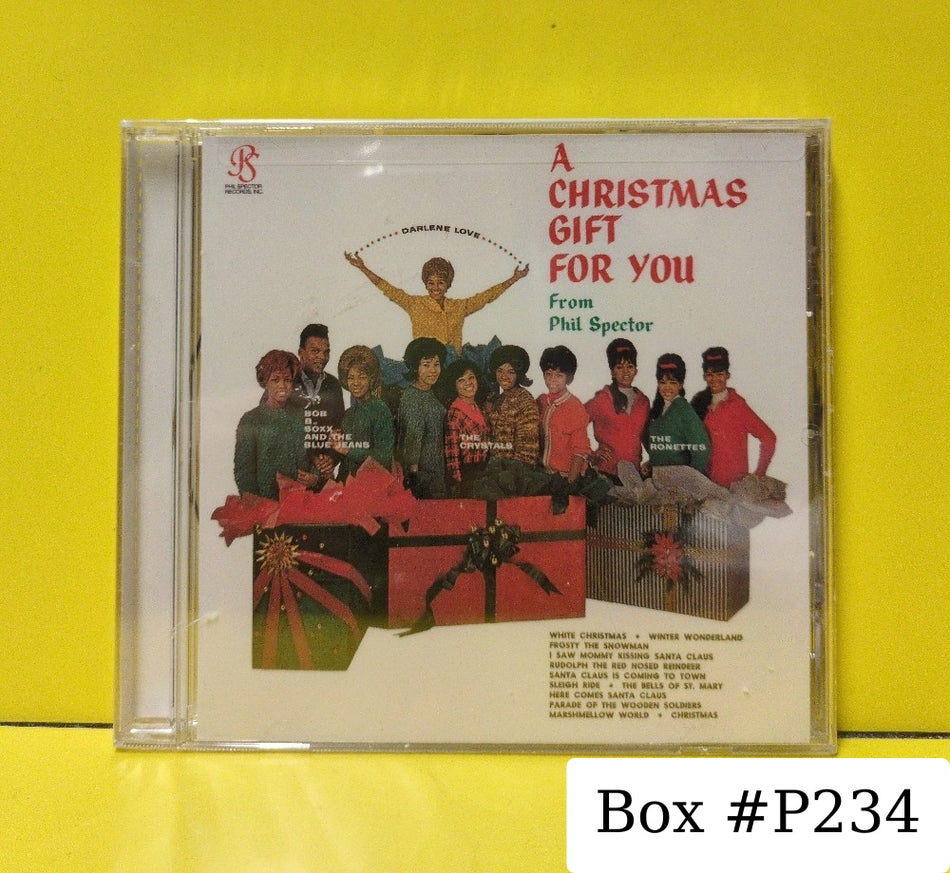 PS
PHIL SPECTOR
RECORDS, INC.
A
CHRISTMAS
GIFT
FOR YOU
From
Phil Spector
DARLENE LOVE
BOB
B.
SOXX
AND THE
BLUE JEANS
THE
CRYSTALS
THE
RONETTES
WHITE CHRISTMAS • WINTER WONDERLAND
FROSTY THE SNOWMAN
I SAW MOMMY KISSING SANTA CLAUS
RUDOLPH THE RED NOSED REINDEER
SANTA CLAUS IS COMING TO TOWN
SLEIGH RIDE • THE BELLS OF ST. MARY
HERE COMES SANTA CLAUS
PARADE OF THE WOODEN SOLDIERS
MARSHMELLOW WORLD • CHRISTMAS
Box #P234